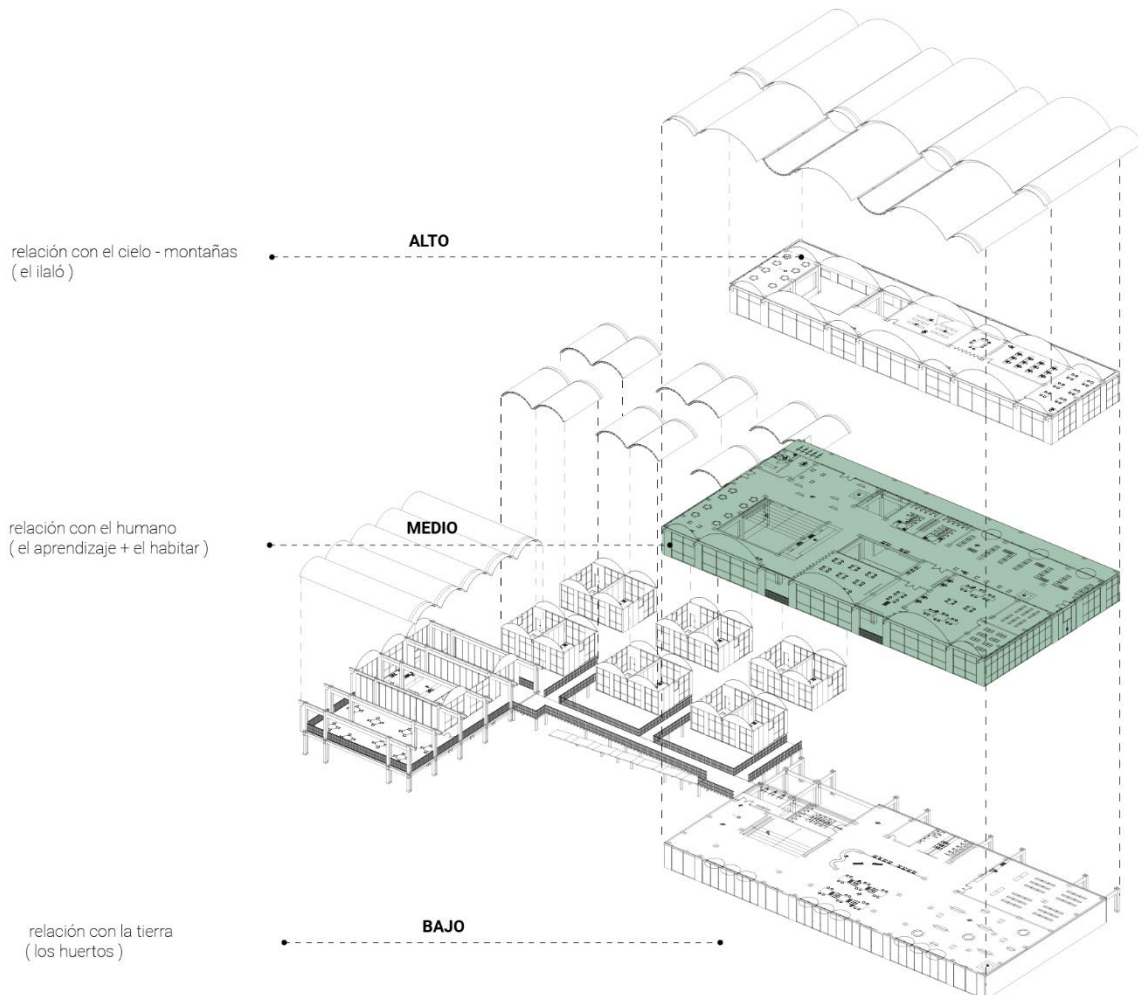 relación con el cielo - montañas
( el ilaló )
ALTO
relación con el humano
( el aprendizaje + el habitar )
MEDIO
relación con la tierra
( los huertos )
BAJO